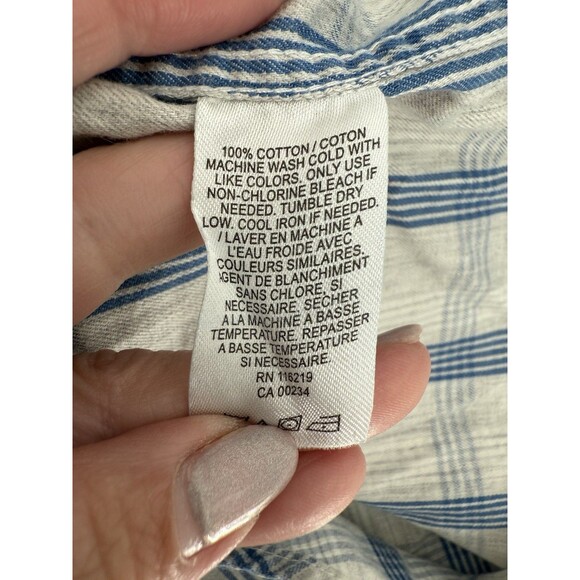 100% COTTON / COTON
MACHINE WASH COLD WITH
LIKE COLORS. ONLY USE
NON-CHLORINE BLEACH IF
NEEDED. TUMBLE DRY
LOW. COOL IRON IF NEEDED.
/ LAVER EN MACHINE A
L'EAU FROIDE AVEC
COULEURS SIMILAIRES.
AGENT DE BLANCHIMENT
SANS CHLORE, SI
NECESSAIRE. SECHER
A LA MACHINE A BASSE
TEMPERATURE. REPASSER
A BASSE TEMPERATURE
SI NECESSAIRE.
RN 116219
CA 00234